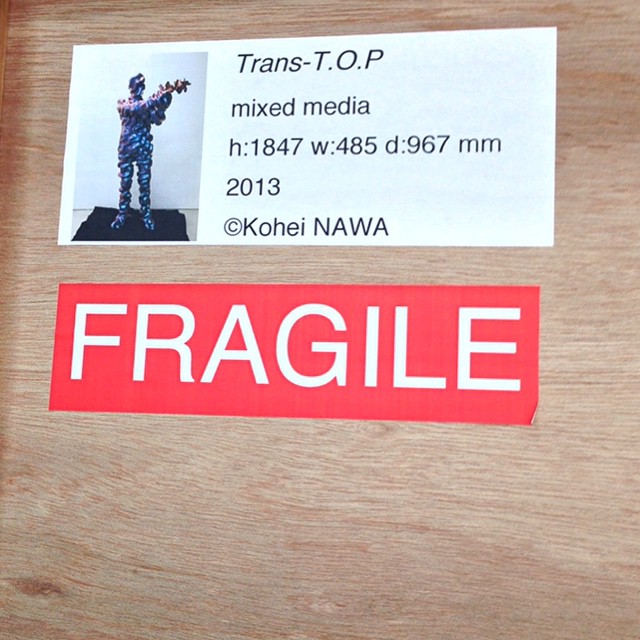 Trans-T.O.P
mixed media
h:1847 w:485 d:967 mm
2013
©Kohei NAWA
FRAGILE